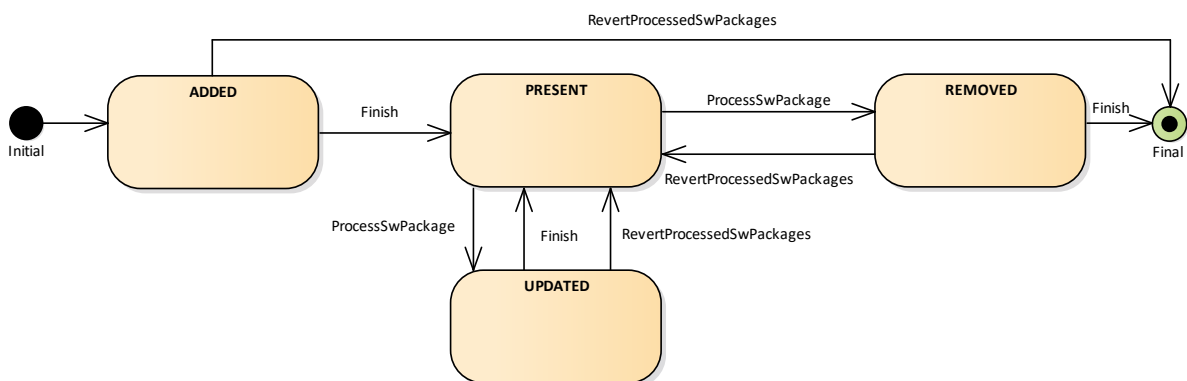 RevertProcessedSwPackages
ADDED
PRESENT
REMOVED
Finish
ProcessSwPackage
Finish
Initial
Final
RevertProcessedSwPackages
ProcessSwPackage
Finish
RevertProcessedSwPackages
UPDATED